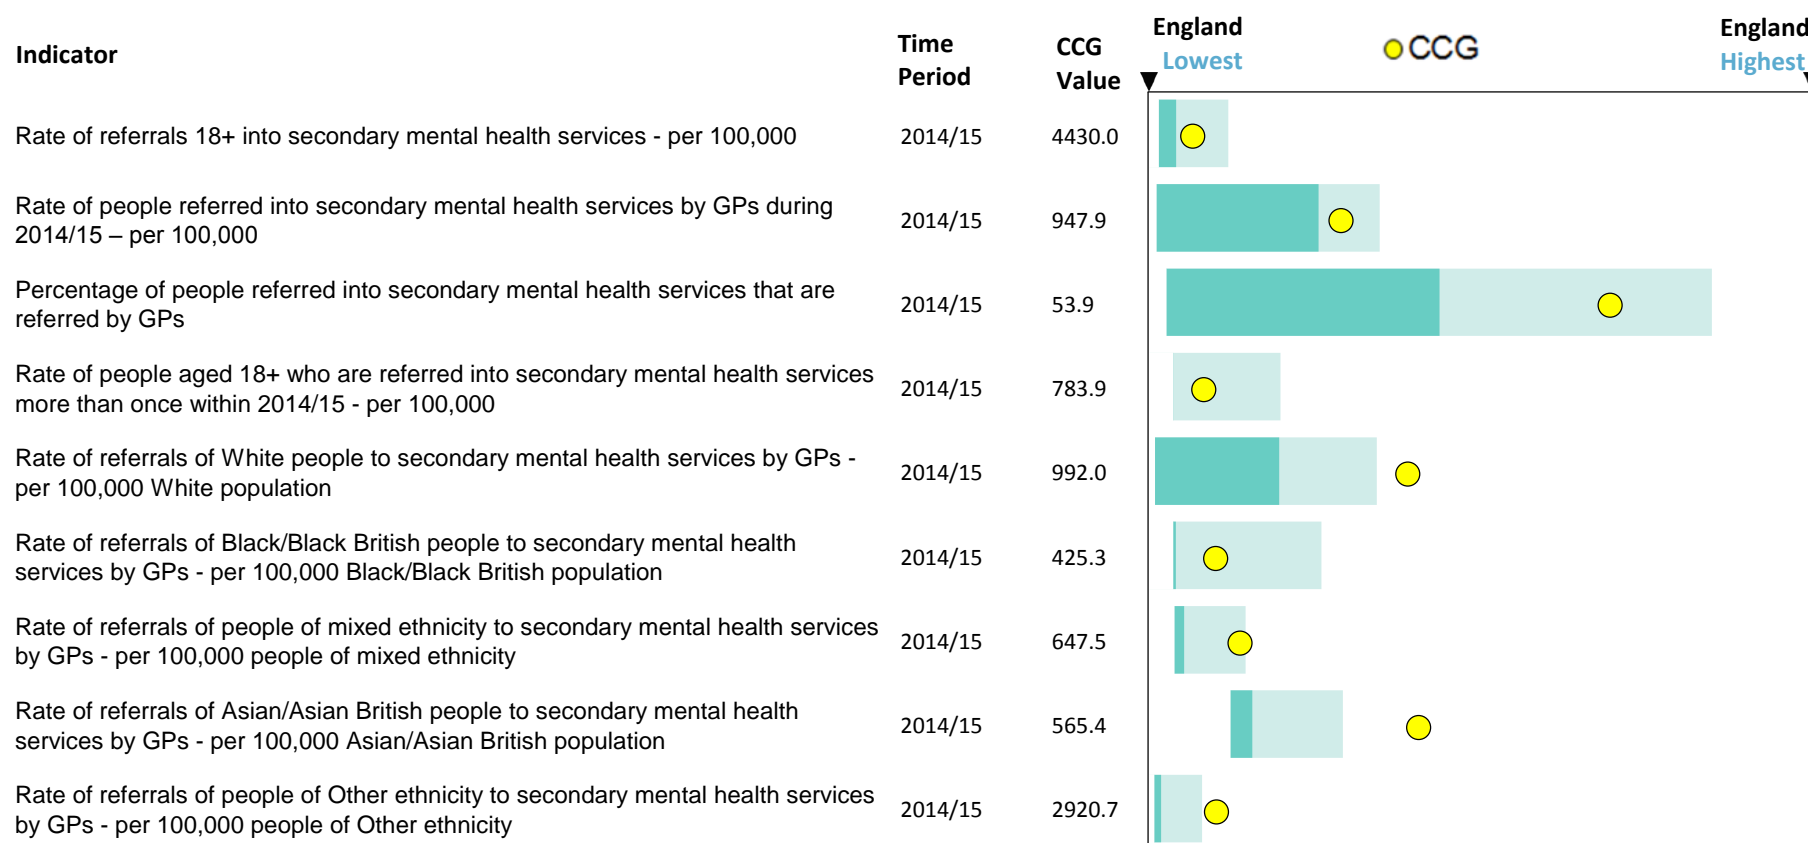 Indicator
Time
Period
CCG
Value
England
Lowest
CCG
England
Highest
Rate of referrals 18+ into secondary mental health services - per 100,000
2014/15
4430.0
Rate of people referred into secondary mental health services by GPs during
2014/15 – per 100,000
2014/15
947.9
Percentage of people referred into secondary mental health services that are
referred by GPs
2014/15
53.9
Rate of people aged 18+ who are referred into secondary mental health services
more than once within 2014/15 - per 100,000
2014/15
783.9
Rate of referrals of White people to secondary mental health services by GPs -
per 100,000 White population
2014/15
992.0
Rate of referrals of Black/Black British people to secondary mental health
services by GPs - per 100,000 Black/Black British population
2014/15
425.3
Rate of referrals of people of mixed ethnicity to secondary mental health services
by GPs - per 100,000 people of mixed ethnicity
2014/15
647.5
Rate of referrals of Asian/Asian British people to secondary mental health
services by GPs - per 100,000 Asian/Asian British population
2014/15
565.4
Rate of referrals of people of Other ethnicity to secondary mental health services
by GPs - per 100,000 people of Other ethnicity
2014/15
2920.7